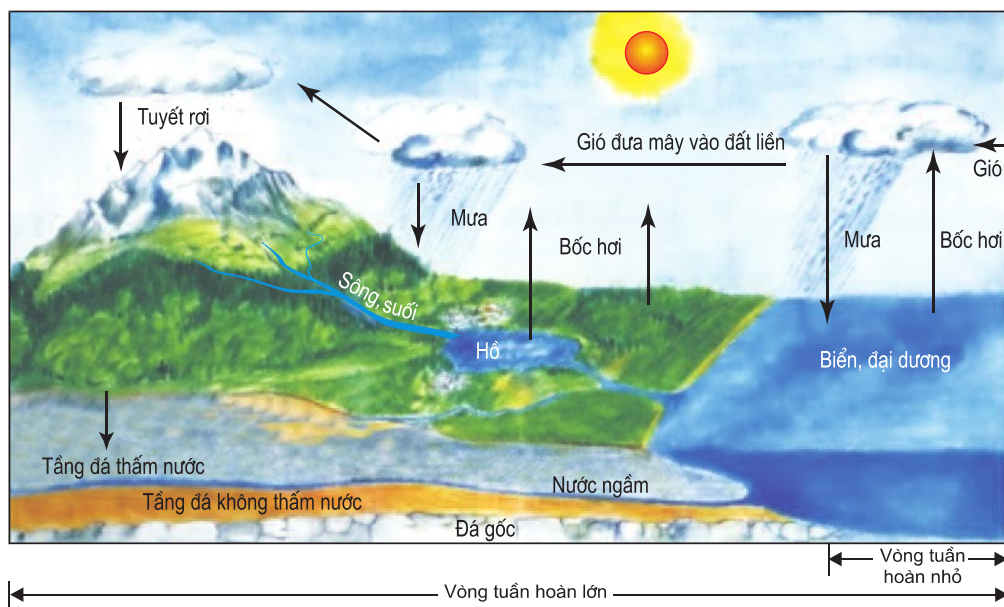 Tuyết rơi
Gió đưa mây vào đất liền
Gió
Mưa
Bốc hơi
Mưa
Bốc hơi
Sông, suối
Hồ
Biển, đại dương
Tầng đá thấm nước
Nước ngầm
Tầng đá không thấm nước
Đá gốc
Vòng tuần
hoàn nhỏ
Vòng tuần hoàn lớn